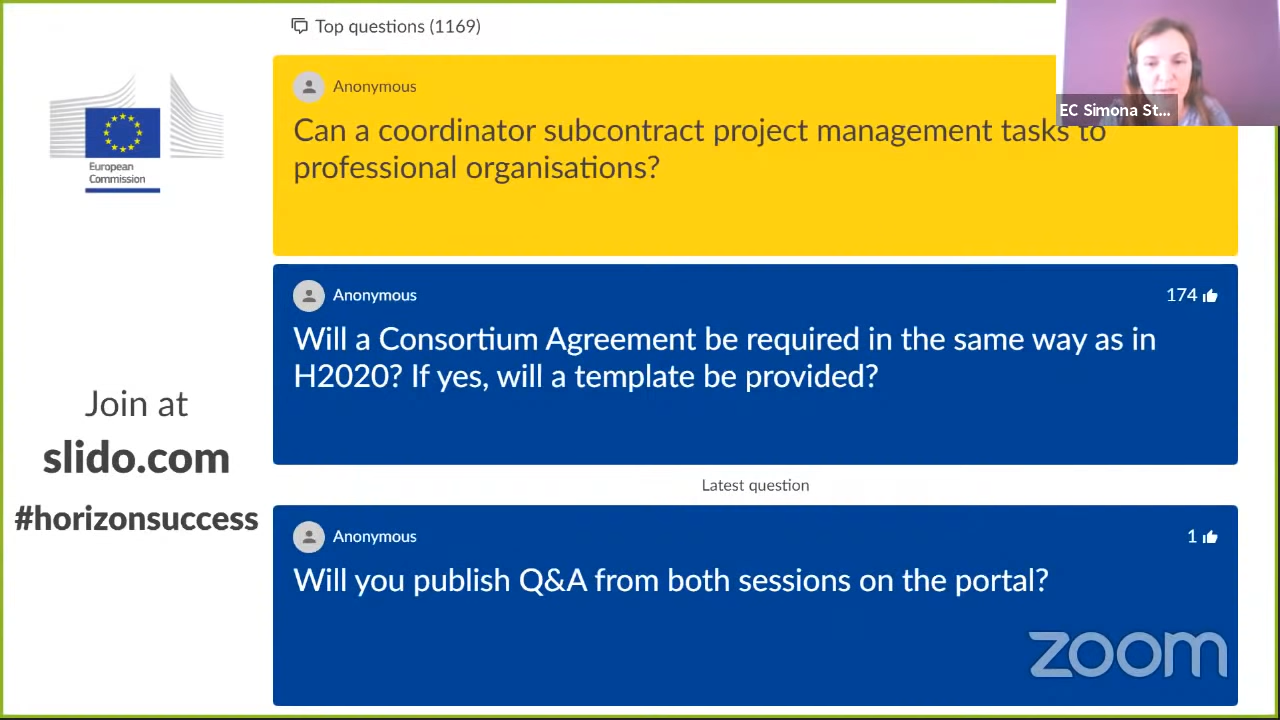 Top questions (1169)
Anonymous
EC Simona St...
Can a coordinator subcontract project management tasks to
professional organisations?
European
Commission
Anonymous
174
Will a Consortium Agreement be required in the same way as in
H2020? If yes, will a template be provided?
Join at
slido.com
#horizonsuccess
Latest question
Anonymous
1
Will you publish Q&A from both sessions on the portal?
zoom